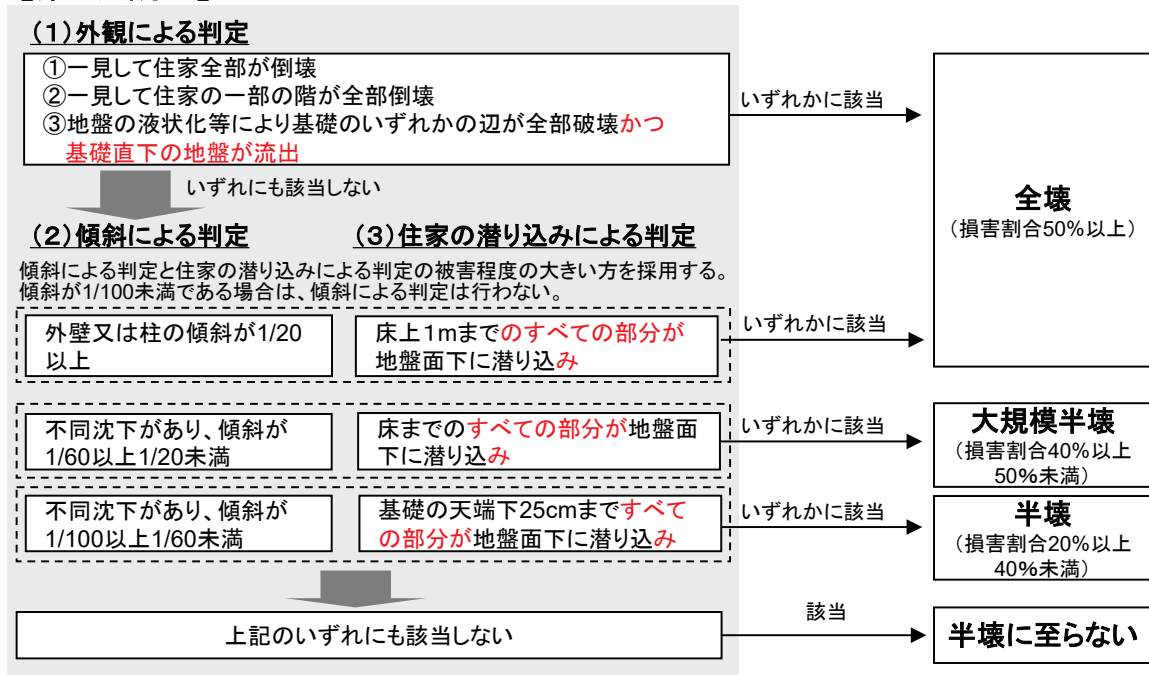 （１）外観による判定
①一見して住家全部が倒壊
②一見して住家の一部の階が全部倒壊
③地盤の液状化等により基礎のいずれかの辺が全部破壊かつ
基礎直下の地盤が流出
いずれかに該当
全壊
（損害割合50%以上）
いずれにも該当しない
（２）傾斜による判定
（３）住家の潜り込みによる判定
傾斜による判定と住家の潜り込みによる判定の被害程度の大きい方を採用する。
傾斜が1/100未満である場合は、傾斜による判定は行わない。
外壁又は柱の傾斜が1/20
以上
床上1mまでのすべての部分が
地盤面下に潜り込み
いずれかに該当
不同沈下があり、傾斜が
1/60以上1/20未満
床までのすべての部分が地盤面
下に潜り込み
いずれかに該当
大規模半壊
（損害割合40%以上
50%未満）
不同沈下があり、傾斜が
1/100以上1/60未満
基礎の天端下25cmまですべて
の部分が地盤面下に潜り込み
いずれかに該当
半壊
（損害割合20%以上
40%未満）
上記のいずれにも該当しない
該当
半壊に至らない